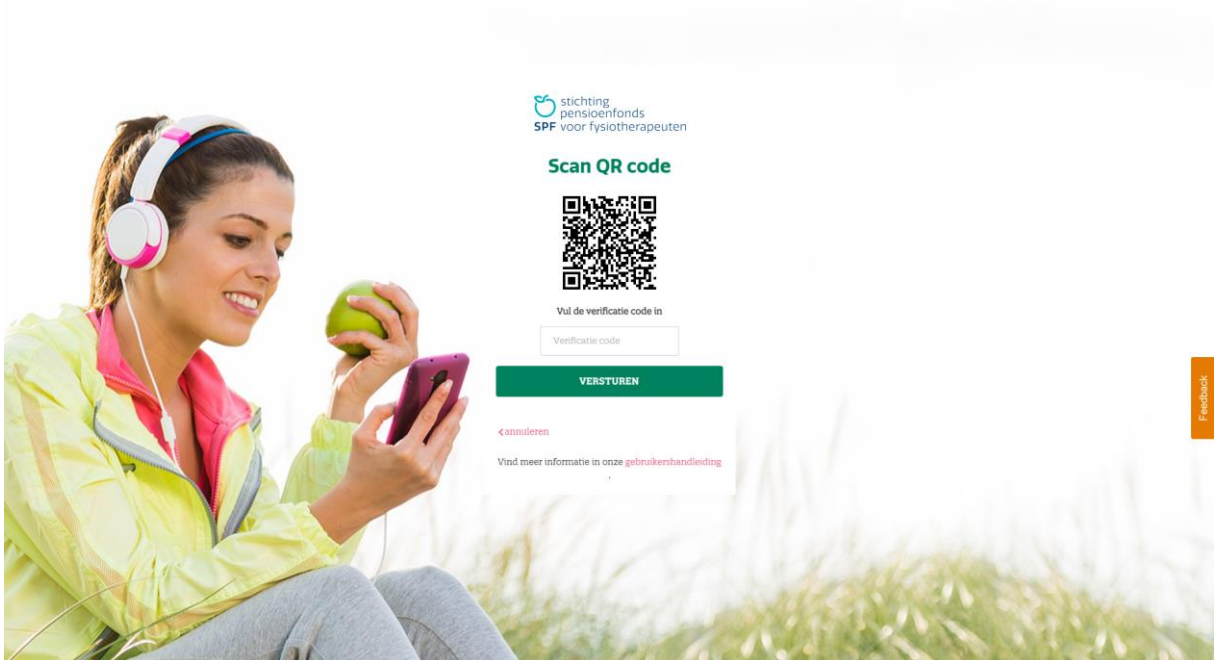 stichting
pensioenfonds
SPF voor fysiotherapeuten
Scan QR code
Vul de verificatie code in
Verificatie code
VERSTUREN
‹annuleren
Vind meer informatie in onze gebruikershandleiding
.
Feedback